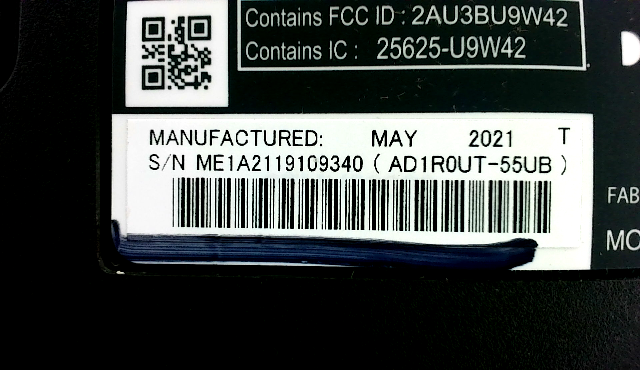 Contains FCC ID : 2AU3BU9W42
Contains IC : 25625-U9W42
MANUFACTURED: MAY 2021 T
S/N ME1A2119109340 ( AD1R0UT-55UB )
FAB
MO